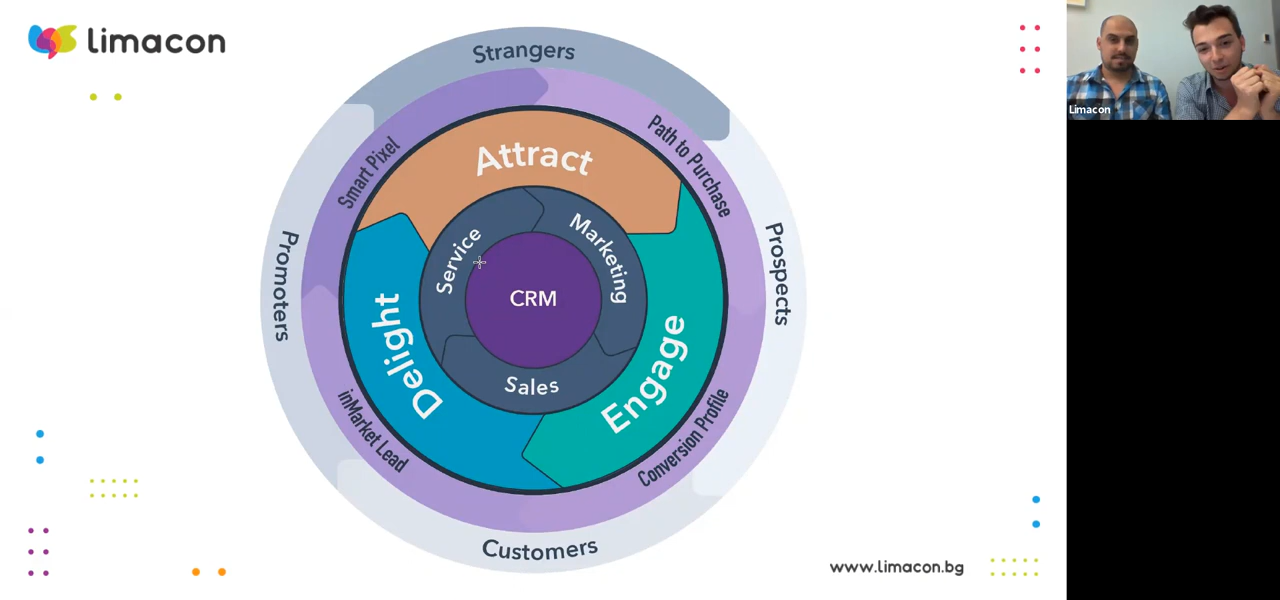 limacon
Strangers
Smart Pixel
Path to Purchase
Attract
Promoters
Service
Marketing
Prospects
CRM
Delight
Engage
Sales
inMarket Lead
Conversion Profile
Customers
www.limacon.bg
Limacon